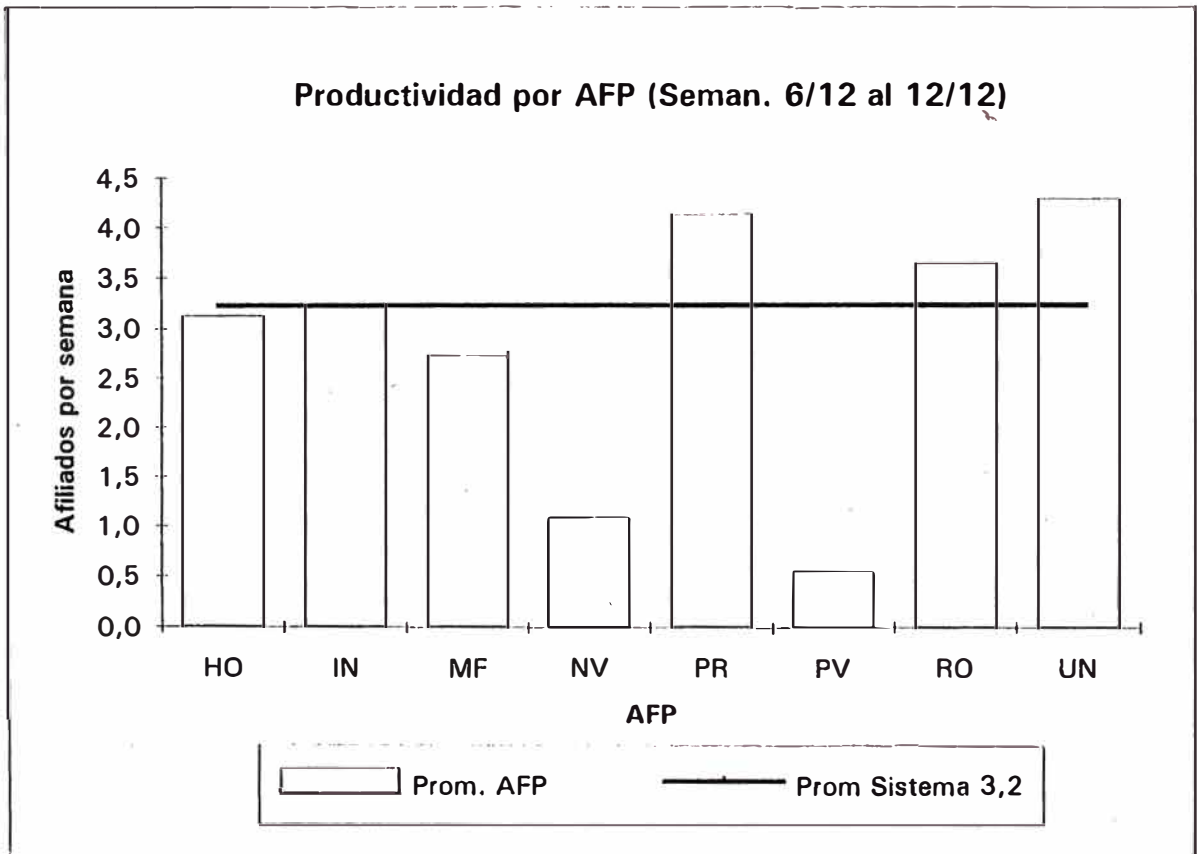 Productividad por AFP (Seman. 6/12 al 12/12)
4,5
4,0
3,5
3,0
2,5
2,0
1,5
1,0
0,5
0,0
Afiliados por semana
HO IN MF NV PR PV RO UN
AFP
Prom. AFP Prom Sistema 3,2